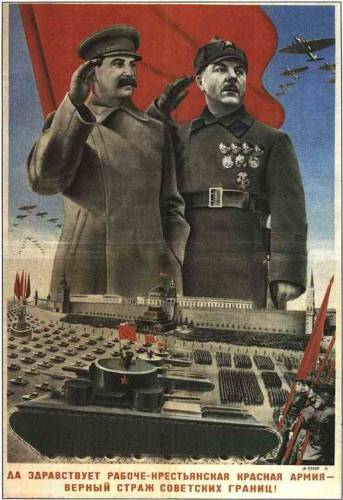 ДА ЗДРАВСТВУЕТ РАБОЧЕ-КРЕСТЬЯНСКАЯ КРАСНАЯ АРМИЯ—
ВЕРНЫЙ СТРАЖ СОВЕТСКИХ ГРАНИЦ!